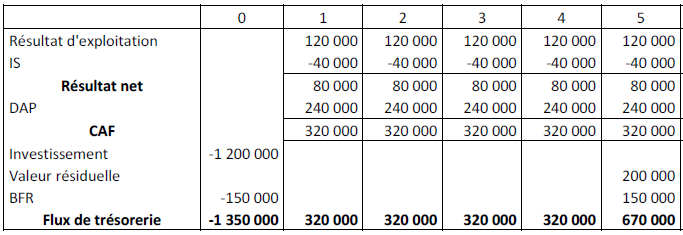 0 1 2 3 4 5
Résultat d'exploitation 120 000 120 000 120 000 120 000 120 000
IS -40 000 -40 000 -40 000 -40 000 -40 000
Résultat net 80 000 80 000 80 000 80 000 80 000
DAP 240 000 240 000 240 000 240 000 240 000
CAF 320 000 320 000 320 000 320 000 320 000
Investissement -1 200 000
Valeur résiduelle 200 000
BFR -150 000 150 000
Flux de trésorerie -1 350 000 320 000 320 000 320 000 320 000 670 000